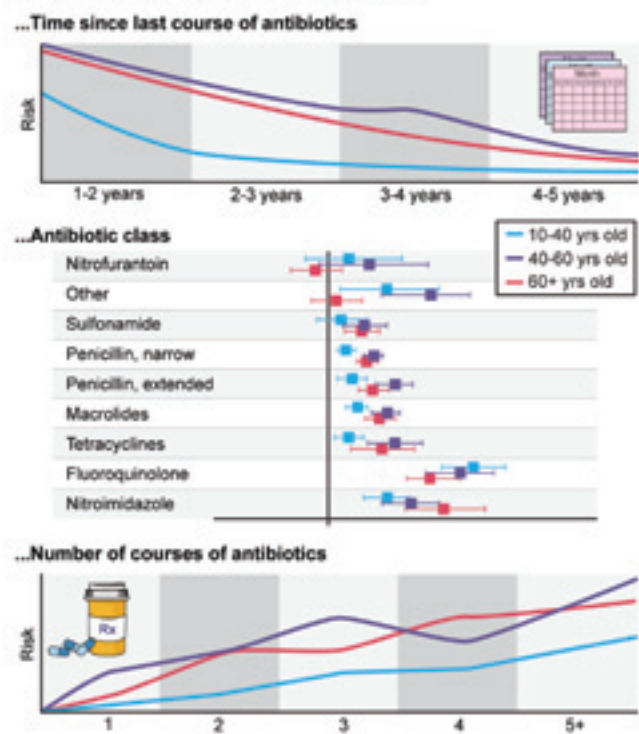 ...Time since last course of antibiotics
Month
Risk
1-2 years 2-3 years 3-4 years 4-5 years
...Antibiotic class
10-40 yrs old
40-60 yrs old
60+ yrs old
Nitrofurantoin
Other
Sulfonamide
Penicillin, narrow
Penicillin, extended
Macrolides
Tetracyclines
Fluoroquinolone
Nitroimidazole
...Number of courses of antibiotics
Rx
Risk
1 2 3 4 5+